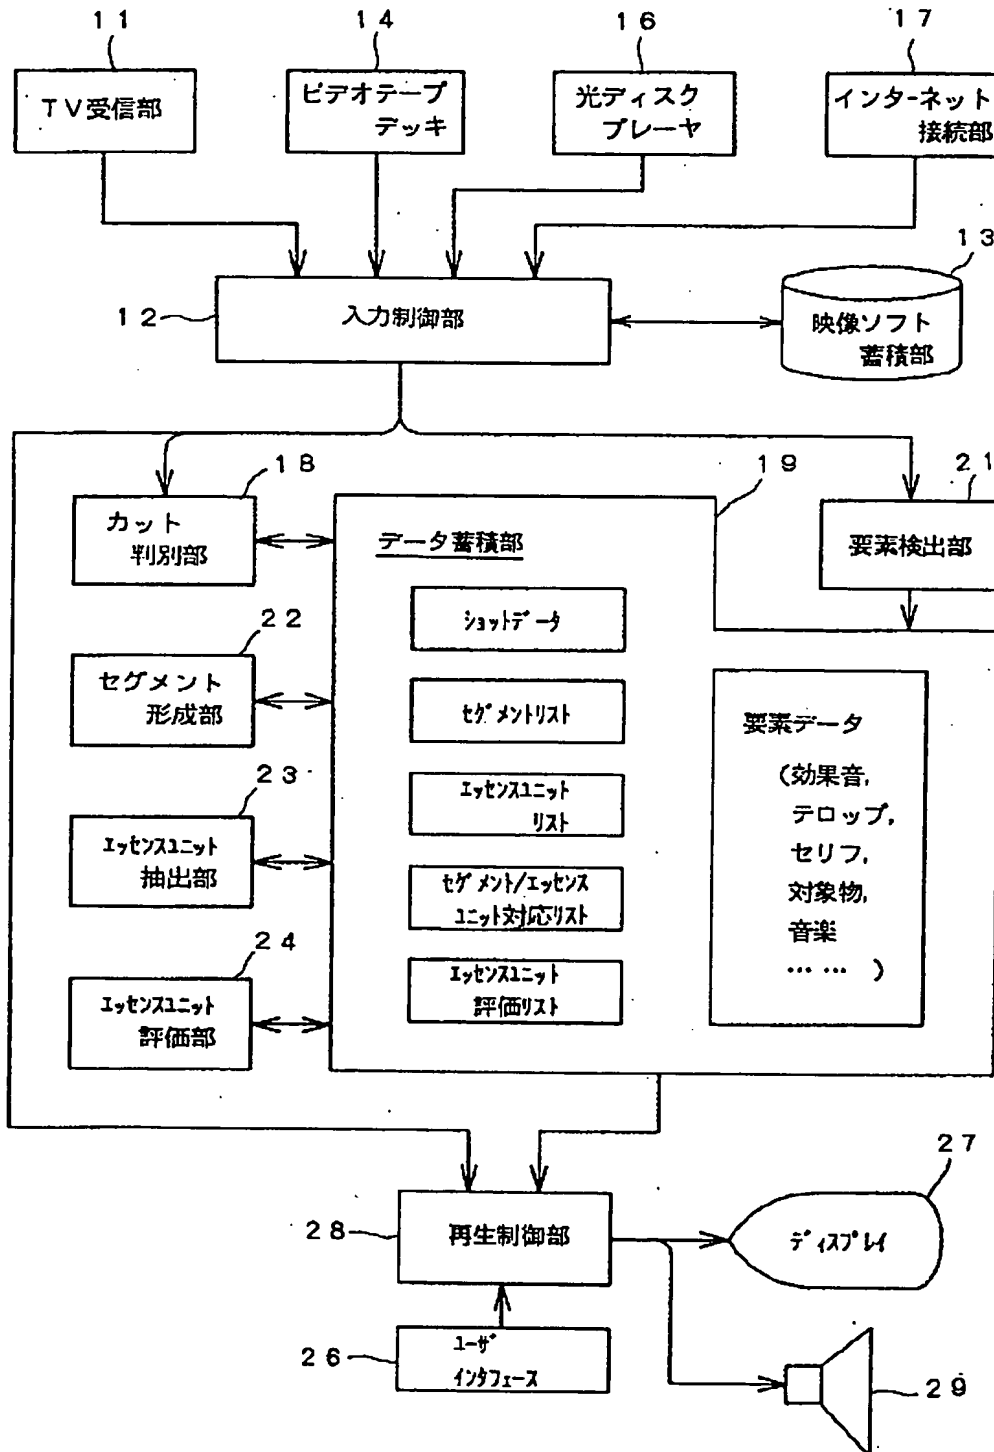 11
14
16
17
TV受信部
ビデオテープ
デッキ
光ディスク
プレーヤ
インターネット
接続部
13
12
入力制御部
映像ソフト
蓄積部
18
19
21
カット
判別部
データ蓄積部
要素検出部
ショットデータ
22
セグメント
形成部
セグメントリスト
要素データ
(効果音,
テロップ,
セリフ,
対象物,
音楽
…… )
23
エッセンスユニット
抽出部
エッセンスユニット
リスト
セグメント/エッセンス
ユニット対応リスト
24
エッセンスユニット
評価部
エッセンスユニット
評価リスト
27
28
再生制御部
ディスプレイ
26
ユーザ
インタフェース
29